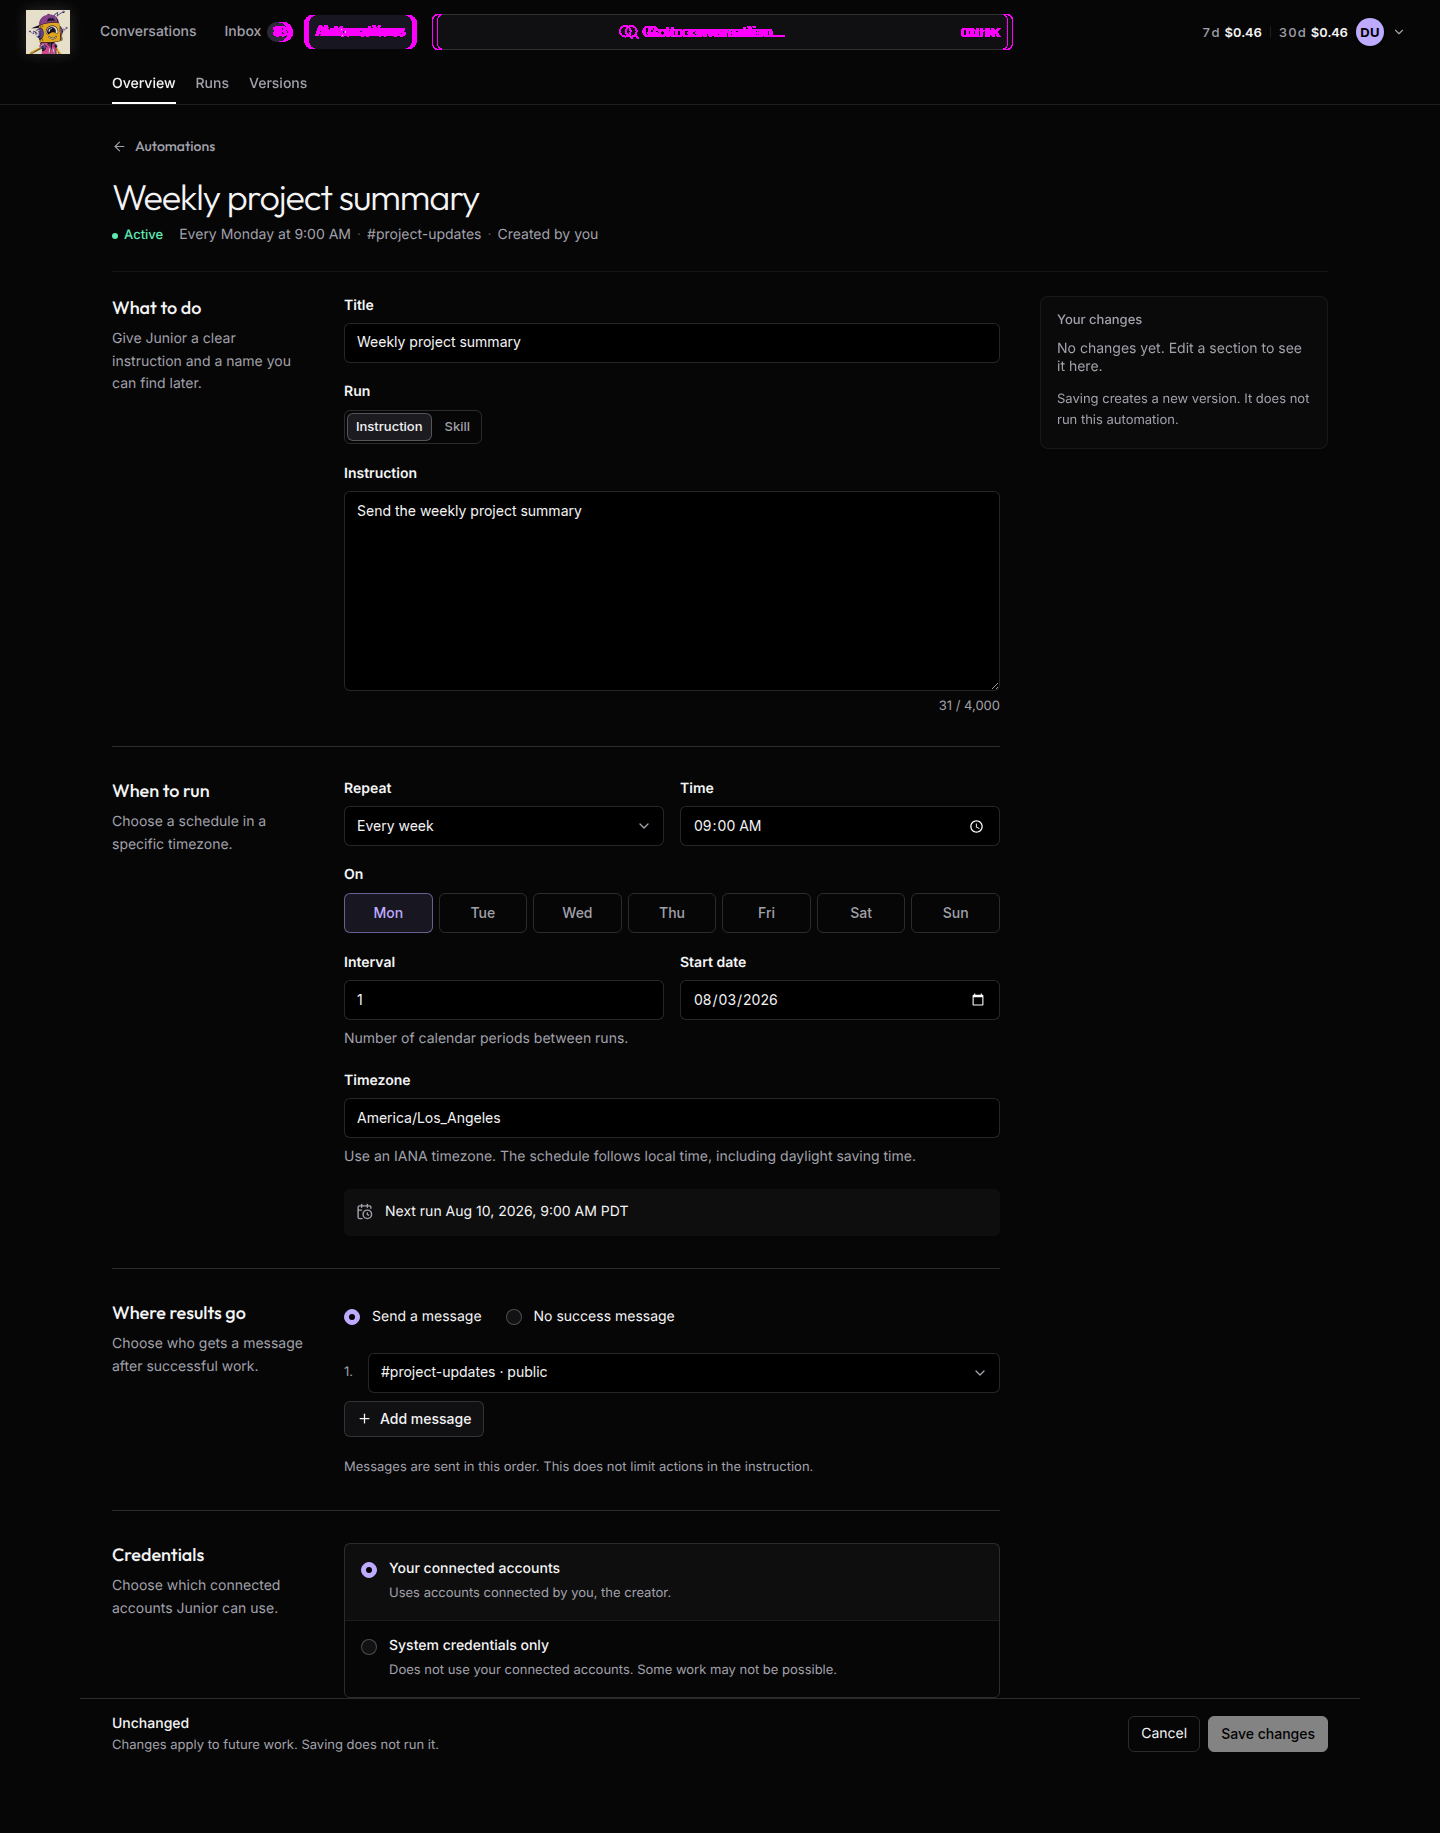 Conversations
Inbox
7d $0.46
30d $0.46
DU
Overview
Runs
Versions
Automations
Weekly project summary
Active
Every Monday at 9:00 AM · #project-updates · Created by you
What to do
Give Junior a clear
instruction and a name you
can find later.
Title
Weekly project summary
Run
Instruction
Skill
Instruction
Send the weekly project summary
31 / 4,000
Your changes
No changes yet. Edit a section to see
it here.
Saving creates a new version. It does not
run this automation.
When to run
Choose a schedule in a
specific timezone.
Repeat
Every week
Time
09:00 AM
On
Mon
Tue
Wed
Thu
Fri
Sat
Sun
Interval
1
Start date
08/03/2026
Number of calendar periods between runs.
Timezone
America/Los_Angeles
Use an IANA timezone. The schedule follows local time, including daylight saving time.
Next run Aug 10, 2026, 9:00 AM PDT
Where results go
Choose who gets a message
after successful work.
Send a message
No success message
1.
#project-updates · public
Add message
Messages are sent in this order. This does not limit actions in the instruction.
Credentials
Choose which connected
accounts Junior can use.
Your connected accounts
Uses accounts connected by you, the creator.
System credentials only
Does not use your connected accounts. Some work may not be possible.
Unchanged
Changes apply to future work. Saving does not run it.
Cancel
Save changes